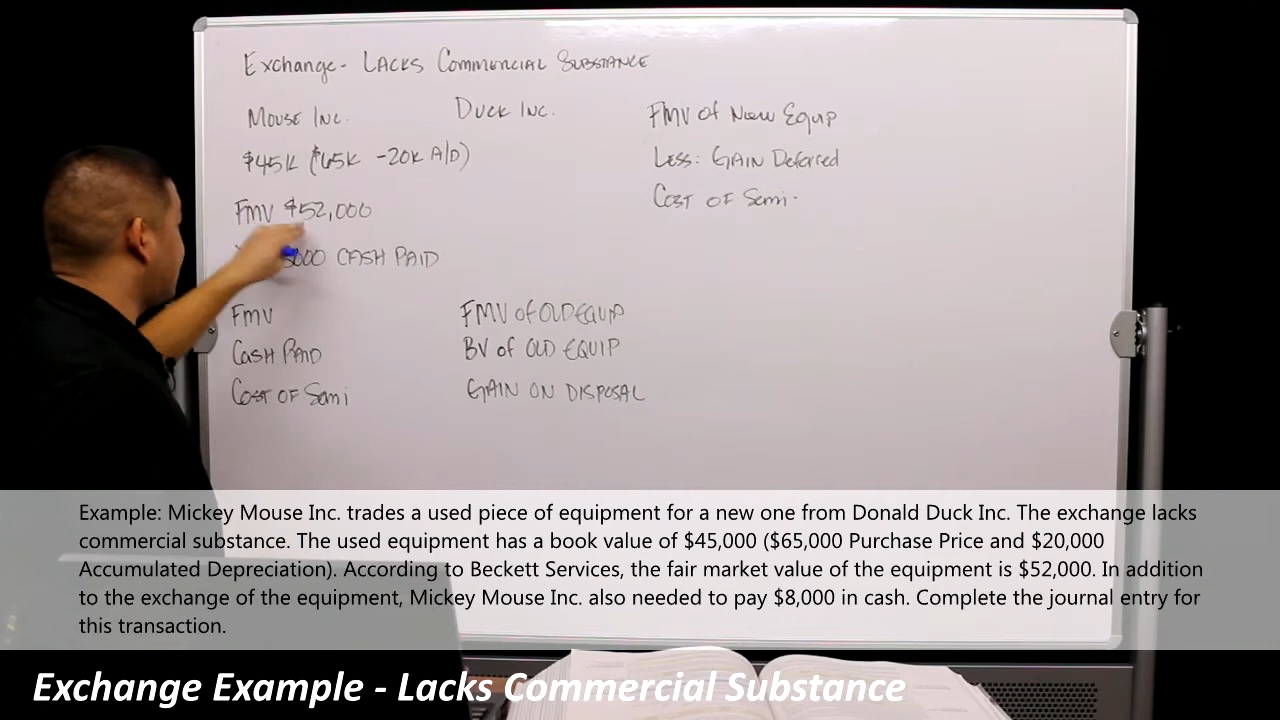 Exchange - Lacks Commercial Substance
Mouse Inc. Duck Inc.
$45K ($65K -20K A/D)
FMV $52,000
000 CASH PAID
FMV
CASH PAID
COST OF Semi
FMV of OLD EQUIP
BV of OLD EQUIP
GAIN ON DISPOSAL
FMV of New Equip
Less: GAIN Deferred
COST OF Semi.
Example: Mickey Mouse Inc. trades a used piece of equipment for a new one from Donald Duck Inc. The exchange lacks
commercial substance. The used equipment has a book value of $45,000 ($65,000 Purchase Price and $20,000
Accumulated Depreciation). According to Beckett Services, the fair market value of the equipment is $52,000. In addition
to the exchange of the equipment, Mickey Mouse Inc. also needed to pay $8,000 in cash. Complete the journal entry for
this transaction.
Exchange Example - Lacks Commercial Substance